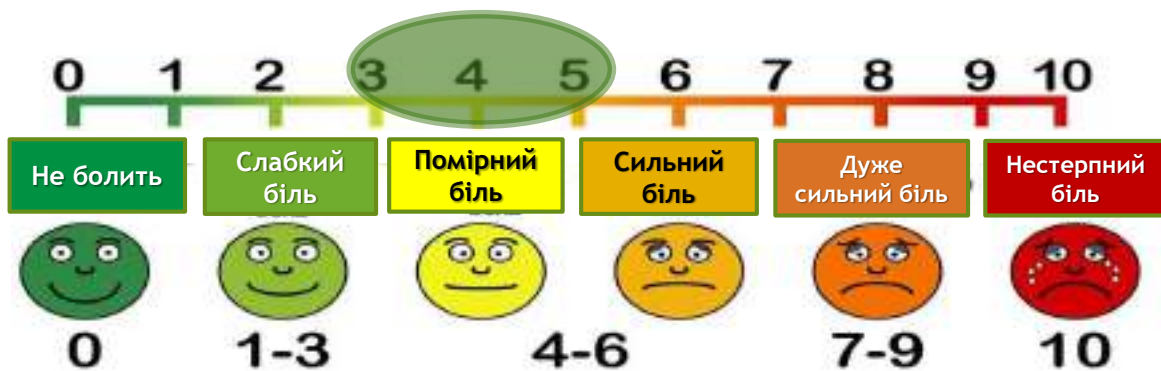 0 1 2 3 4 5 6 7 8 9 10
Не болить
Слабкий
біль
Помірний
біль
Сильний
біль
Дуже
сильний біль
Нестерпний
біль
0 1-3 4-6 7-9 10